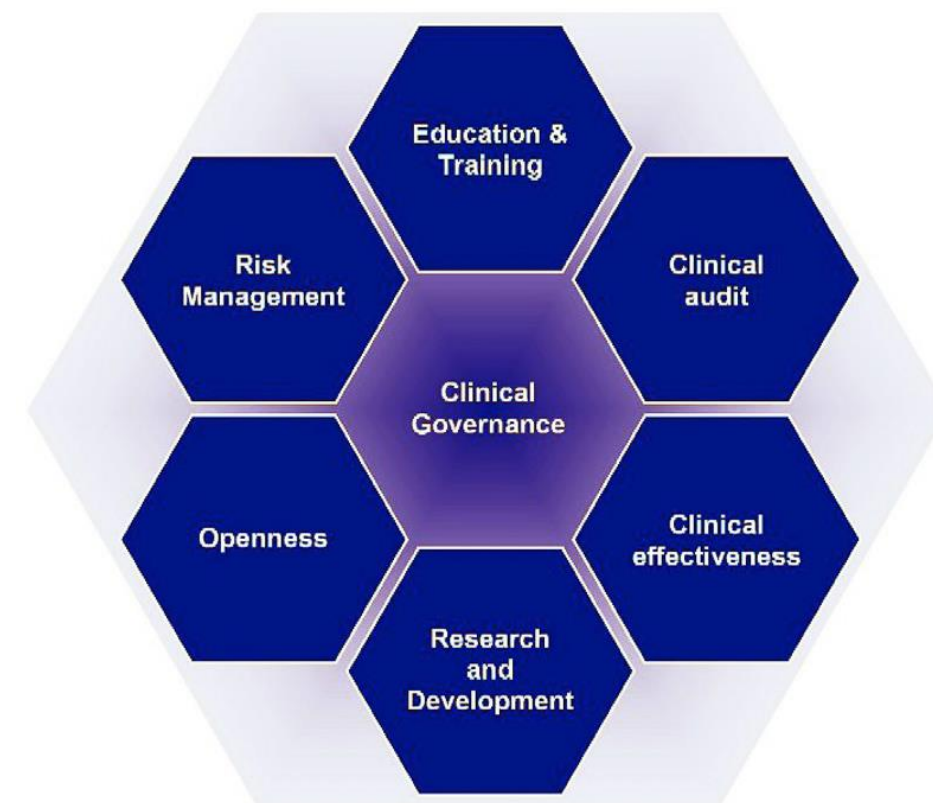 Education &
Training
Risk
Management
Clinical
audit
Clinical
Governance
Openness
Clinical
effectiveness
Research
and
Development